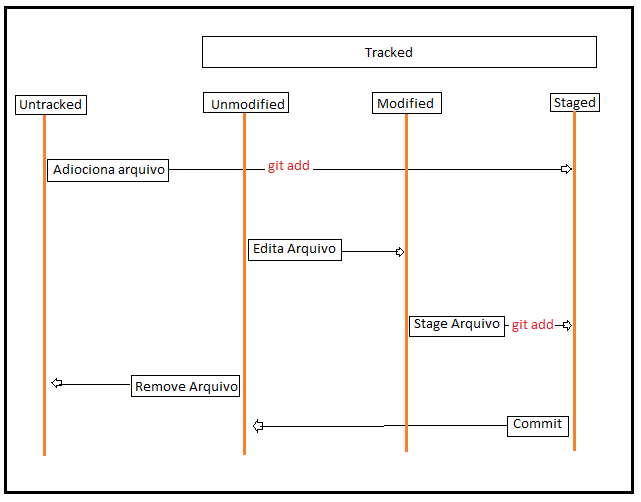 Tracked
Untracked
Unmodified
Modified
Staged
Adiociona arquivo
git add
Edita Arquivo
Stage Arquivo
git add
Remove Arquivo
Commit